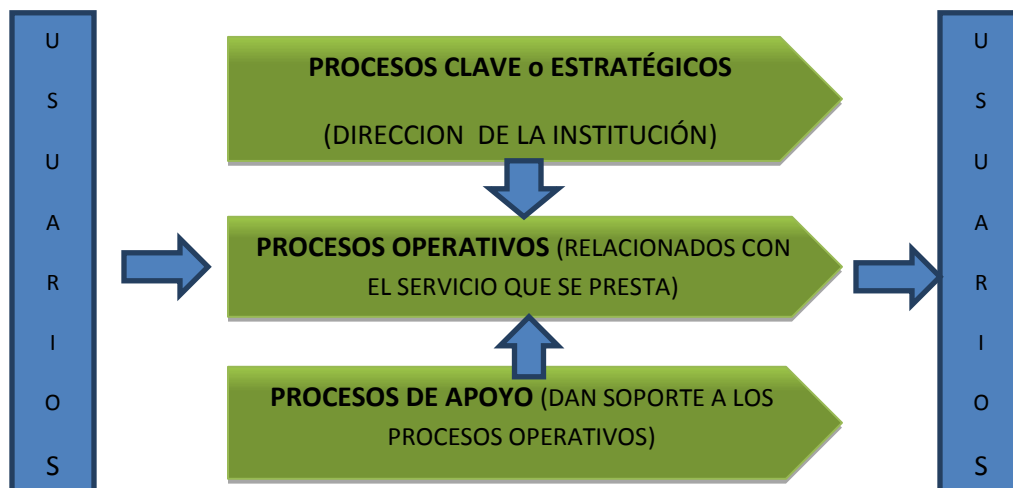 U
S
U
A
R
I
O
S
PROCESOS CLAVE o ESTRATÉGICOS
(DIRECCION DE LA INSTITUCIÓN)
PROCESOS OPERATIVOS (RELACIONADOS CON
EL SERVICIO QUE SE PRESTA)
PROCESOS DE APOYO (DAN SOPORTE A LOS
PROCESOS OPERATIVOS)
U
S
U
A
R
I
O
S